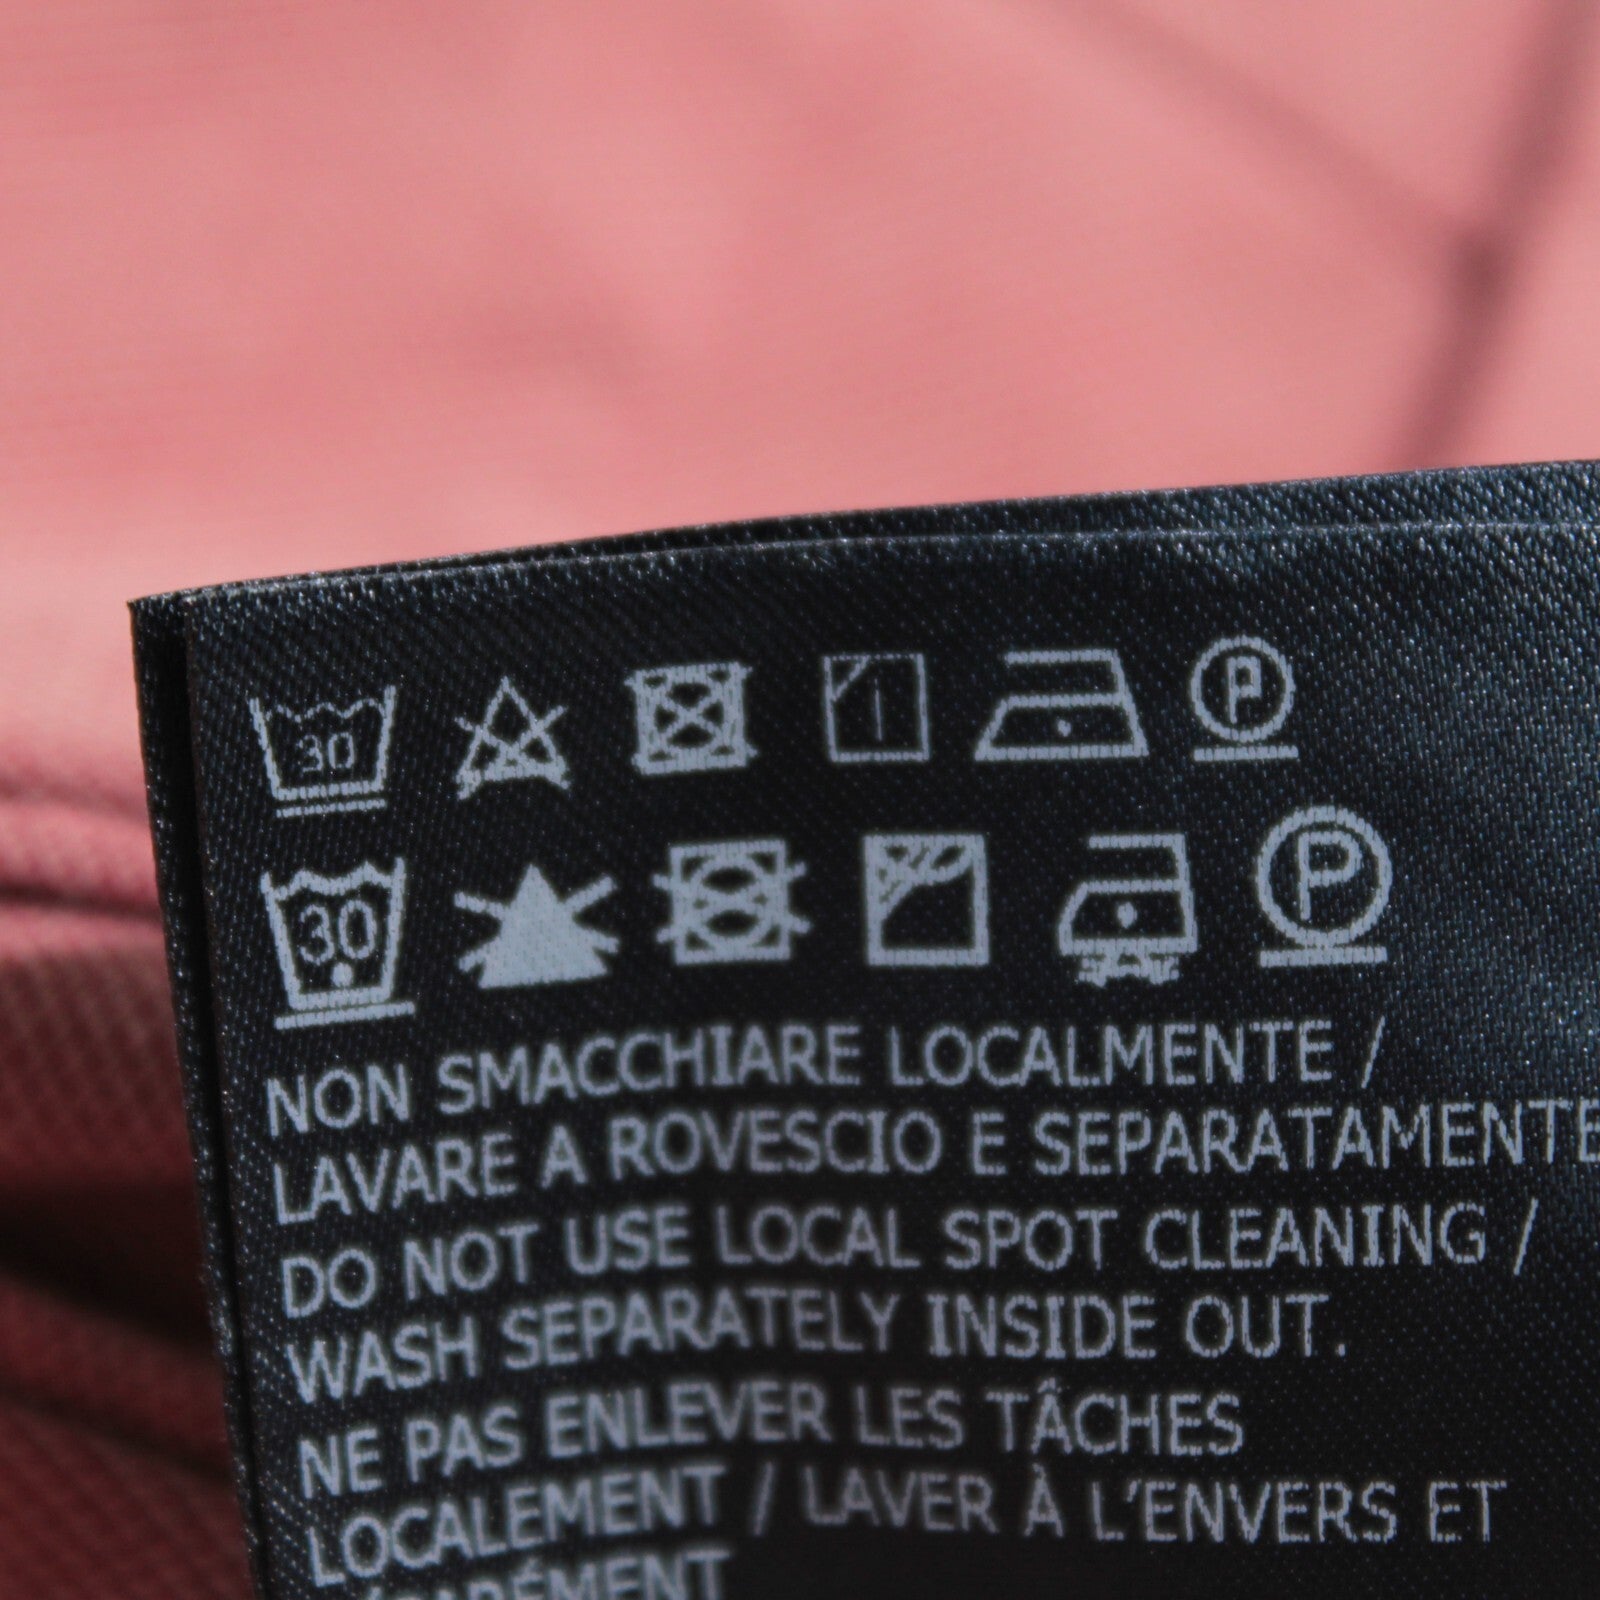 30 P
30 P
NON SMACCHIARE LOCALMENTE /
LAVARE A ROVESCIO E SEPARATAMENTE
DO NOT USE LOCAL SPOT CLEANING /
WASH SEPARATELY INSIDE OUT.
NE PAS ENLEVER LES TÂCHES
LOCALEMENT / LAVER À L'ENVERS ET